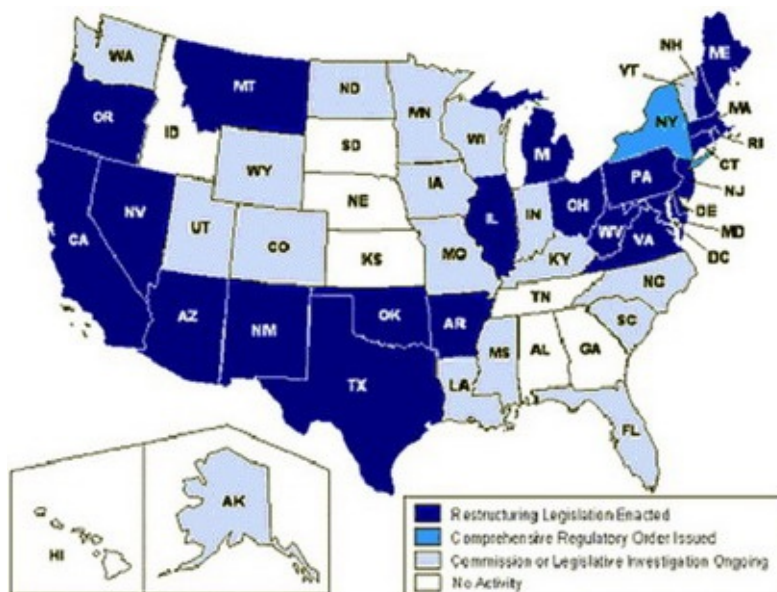 WA
MT
ND
MN
VT
NH
ME
OR
ID
SD
WI
MI
NY
MA
RI
CT
WY
IA
PA
NJ
NV
NE
IL
IN
OH
DE
CA
UT
CO
MO
WV
VA
MD
DC
KS
KY
NC
AZ
NM
OK
AR
TN
SC
TX
LA
MS
AL
GA
FL
HI
AK
Restructuring Legislation Enacted
Comprehensive Regulatory Order Issued
Commission or Legislative Investigation Ongoing
No Activity